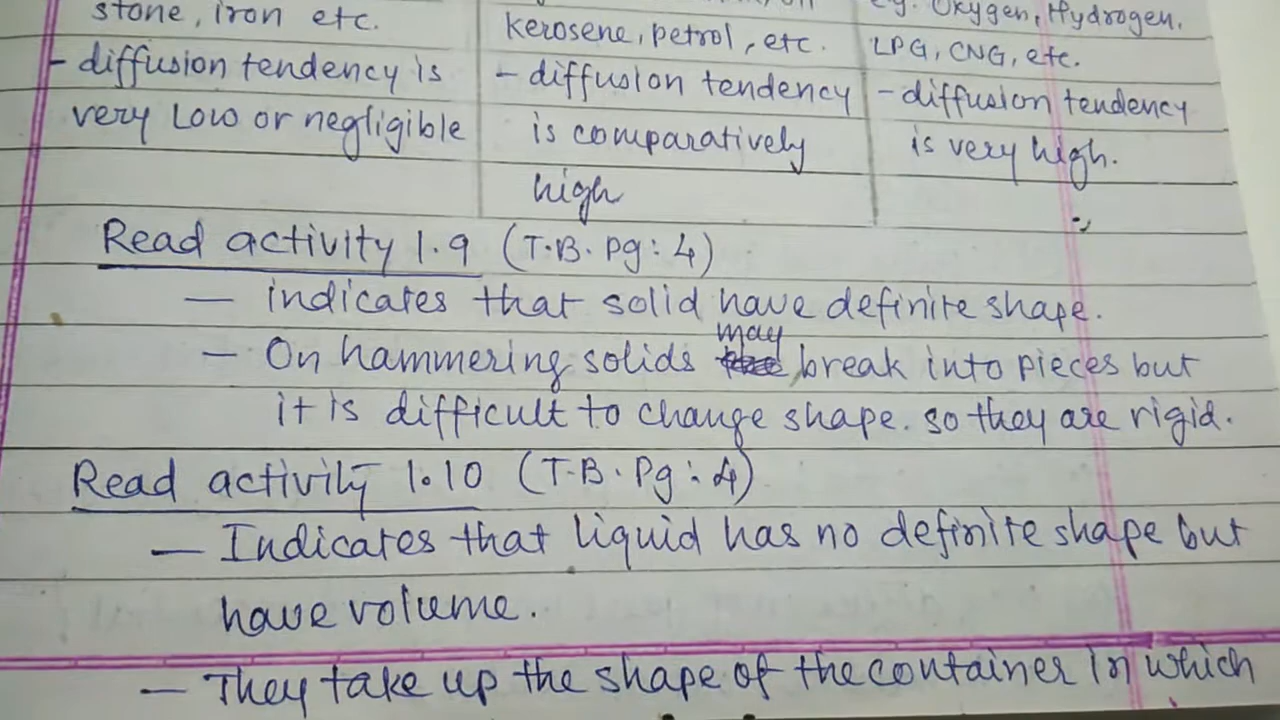 stone, iron etc.
- diffusion tendency is
very Low or negligible
kerosene, petrol, etc.
- diffusion tendency
is comparatively
high
eg. Oxygen, Hydrogen,
LPG, CNG, etc.
- diffusion tendency
is very high.
Read activity 1.9 (T.B. pg: 4)
— indicates that solid have definite shape.
— On hammering solids may break into pieces but
it is difficult to change shape. so they are rigid.
Read activity 1.10 (T.B. Pg: 4)
— Indicates that liquid has no definite shape but
have volume.
— They take up the shape of the container in which